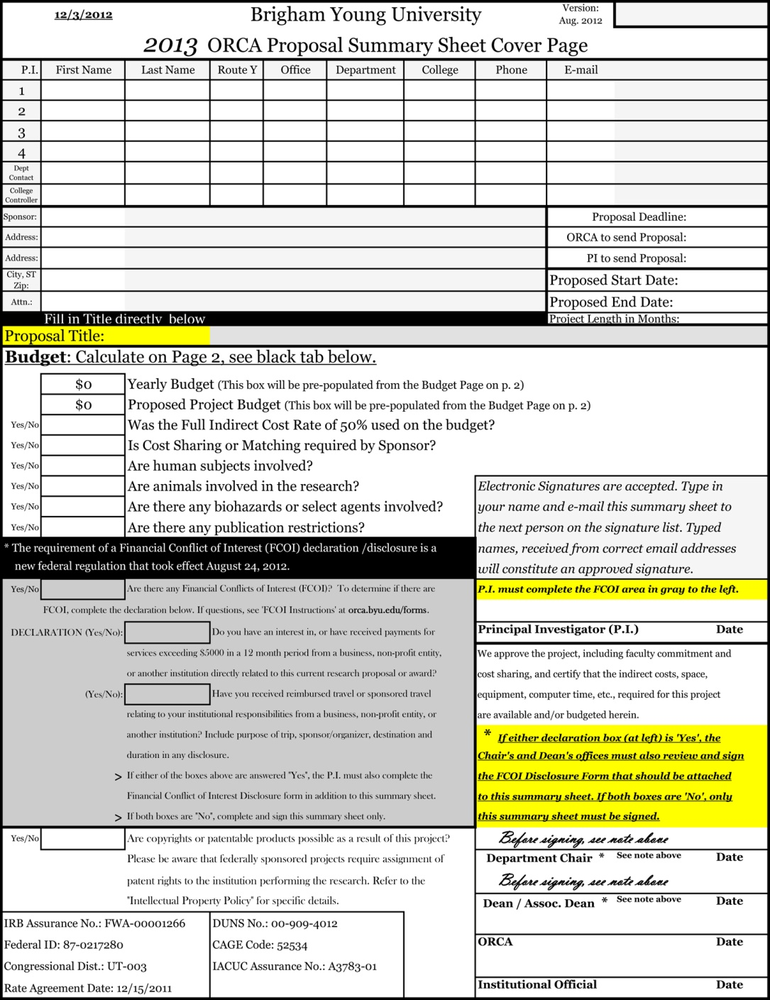 12/3/2012
Brigham Young University
Version:
Aug. 2012
2013 ORCA Proposal Summary Sheet Cover Page
P.I. First Name Last Name Route Y Office Department College Phone E-mail
1
2
3
4
Dept
Contact
College
Controller
Sponsor:
Proposal Deadline:
Address:
ORCA to send Proposal:
Address:
PI to send Proposal:
City, ST
Zip:
Proposed Start Date:
Attn.:
Proposed End Date:
Fill in Title directly below
Project Length in Months:
Proposal Title:
Budget: Calculate on Page 2, see black tab below.
$0 Yearly Budget (This box will be pre-populated from the Budget Page on p. 2)
$0 Proposed Project Budget (This box will be pre-populated from the Budget Page on p. 2)
Yes/No Was the Full Indirect Cost Rate of 50% used on the budget?
Yes/No Is Cost Sharing or Matching required by Sponsor?
Yes/No Are human subjects involved?
Yes/No Are animals involved in the research?
Yes/No Are there any biohazards or select agents involved?
Yes/No Are there any publication restrictions?
Electronic Signatures are accepted. Type in
your name and e-mail this summary sheet to
the next person on the signature list. Typed
names, received from correct email addresses
will constitute an approved signature.
* The requirement of a Financial Conflict of Interest (FCOI) declaration /disclosure is a
new federal regulation that took effect August 24, 2012.
Yes/No Are there any Financial Conflicts of Interest (FCOI)? To determine if there are
FCOI, complete the declaration below. If questions, see 'FCOI Instructions' at orca.byu.edu/forms.
DECLARATION (Yes/No): Do you have an interest in, or have received payments for
services exceeding $5000 in a 12 month period from a business, non-profit entity,
or another institution directly related to this current research proposal or award?
(Yes/No): Have you received reimbursed travel or sponsored travel
relating to your institutional responsibilities from a business, non-profit entity, or
another institution? Include purpose of trip, sponsor/organizer, destination and
duration in any disclosure.
> If either of the boxes above are answered "Yes", the P.I. must also complete the
Financial Conflict of Interest Disclosure form in addition to this summary sheet.
> If both boxes are "No", complete and sign this summary sheet only.
P.I. must complete the FCOI area in gray to the left.
Principal Investigator (P.I.) Date
We approve the project, including faculty commitment and
cost sharing, and certify that the indirect costs, space,
equipment, computer time, etc., required for this project
are available and/or budgeted herein.
* If either declaration box (at left) is 'Yes', the
Chair's and Dean's offices must also review and sign
the FCOI Disclosure Form that should be attached
to this summary sheet. If both boxes are 'No', only
this summary sheet must be signed.
Yes/No Are copyrights or patentable products possible as a result of this project?
Please be aware that federally sponsored projects require assignment of
patent rights to the institution performing the research. Refer to the
"Intellectual Property Policy" for specific details.
Before signing, see note above
Department Chair * See note above Date
Before signing, see note above
Dean / Assoc. Dean * See note above Date
ORCA Date
Institutional Official Date
IRB Assurance No.: FWA-00001266
Federal ID: 87-0217280
Congressional Dist.: UT-003
Rate Agreement Date: 12/15/2011
DUNS No.: 00-909-4012
CAGE Code: 52534
IACUC Assurance No.: A3783-01